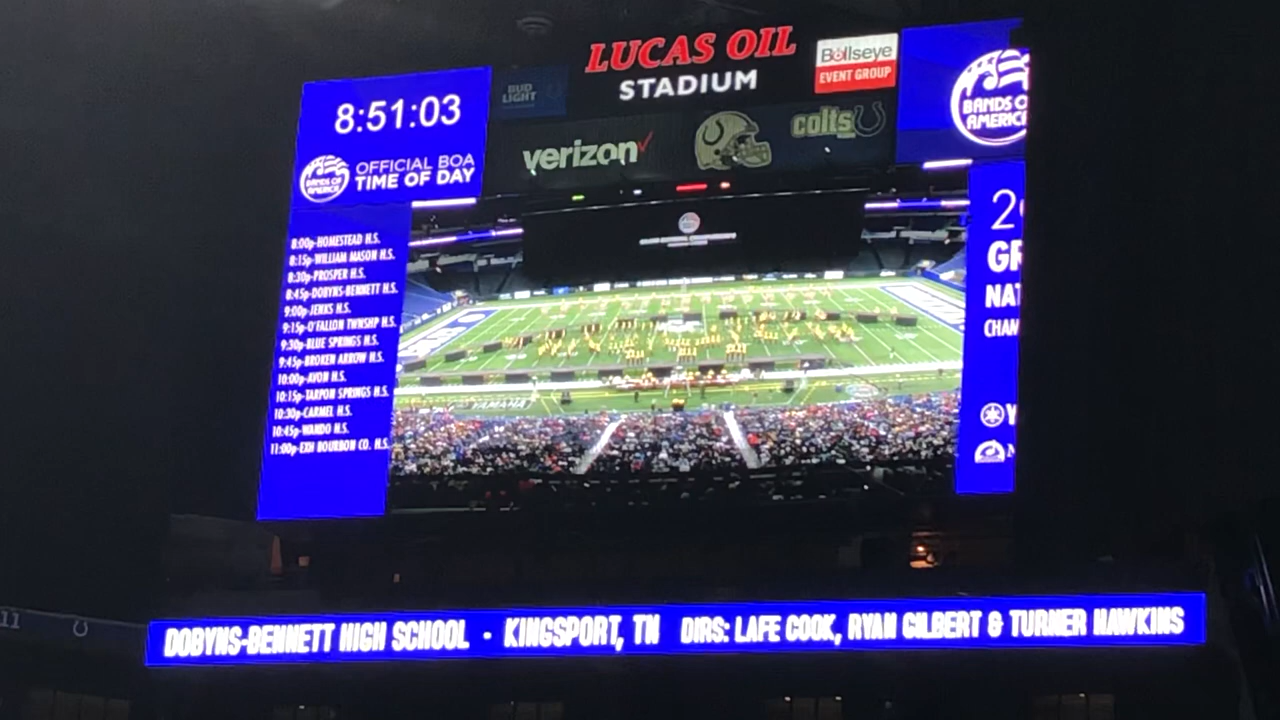 LUCAS OIL
STADIUM
Bollseye
EVENT GROUP
BUD
LIGHT
verizon
colts
8:51:03
BANDS OF
AMERICA
OFFICIAL BOA
TIME OF DAY
8:00p-HOMESTEAD H.S.
8:15p-WILLIAM MASON H.S.
8:30p-PROSPER H.S.
8:45p-DOBYNS-BENNETT H.S.
9:00p-JENKS H.S.
9:15p-O'FALLON TWNSHP H.S.
9:30p-BLUE SPRINGS H.S.
9:45p-BROKEN ARROW H.S.
10:00p-AVON H.S.
10:15p-TARPON SPRINGS H.S.
10:30p-CARMEL H.S.
10:45p-WANDO H.S.
11:00p-EXH BOURBON CO. H.S.
BANDS O
AMERIC
2
GR
NAT
CHAM
Y
YAMAHA
DOBYNS-BENNETT HIGH SCHOOL · KINGSPORT, TN DIRS: LAFE COOK, RYAN GILBERT & TURNER HAWKINS